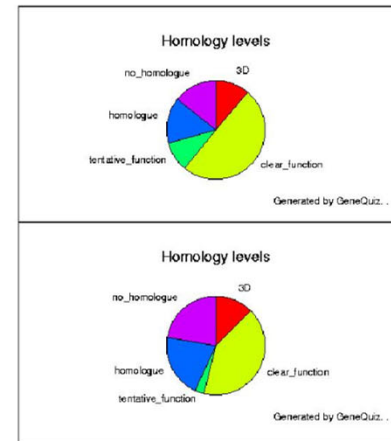 Homology levels
no_homologue
3D
homologue
tentative_function
clear_function
Generated by GeneQuiz. .
Homology levels
no_homologue
3D
homologue
clear_function
tentative_function
Generated by GeneQuiz. .